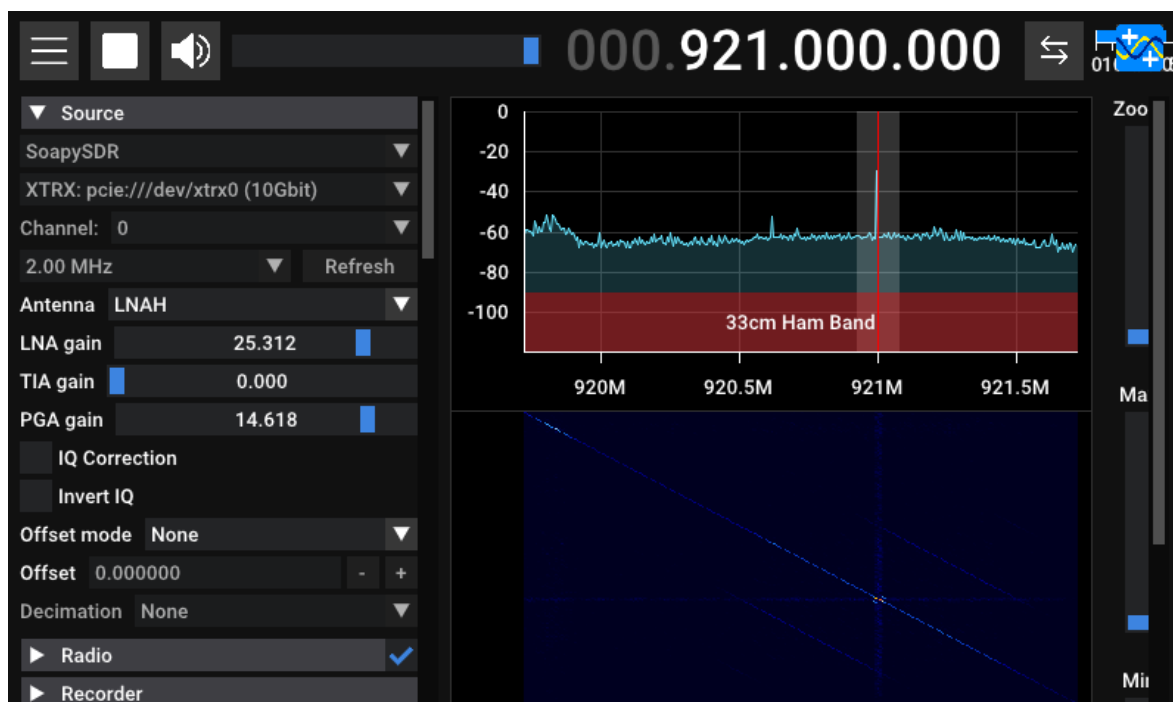 000.921.000.000
Source
Zoo
SoapySDR
XTRX: pcie:///dev/xtrx0 (10Gbit)
Channel: 0
2.00 MHz
Refresh
Antenna LNAH
LNA gain 25.312
TIA gain 0.000
PGA gain 14.618
IQ Correction
Invert IQ
Offset mode None
Offset 0.000000 - +
Decimation None
Radio
Recorder
0
-20
-40
-60
-80
-100
33cm Ham Band
920M 920.5M 921M 921.5M
Ma
Mii